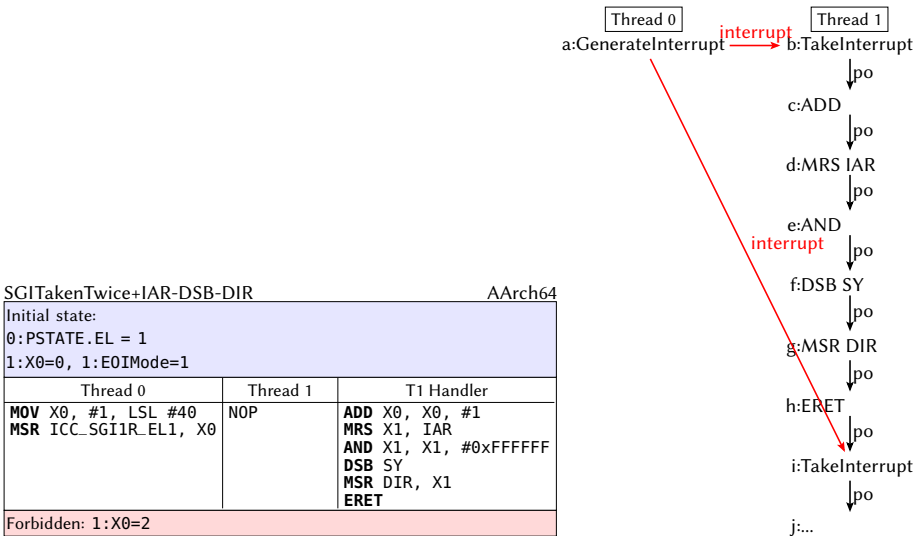 Thread 0
Thread 1
interrupt
a:GenerateInterrupt
b:TakeInterrupt
po
c:ADD
po
d:MRS IAR
po
e:AND
interrupt
po
f:DSB SY
po
g:MSR DIR
po
h:ERET
po
i:TakeInterrupt
po
j:...
SGITakenTwice+IAR-DSB-DIR AArch64
Initial state:
0:PSTATE.EL = 1
1:X0=0, 1:EOIMode=1
Thread 0 Thread 1 T1 Handler
MOV X0, #1, LSL #40 NOP ADD X0, X0, #1
MSR ICC_SGI1R_EL1, X0 MRS X1, IAR
AND X1, X1, #0xFFFFFF
DSB SY
MSR DIR, X1
ERET
Forbidden: 1:X0=2